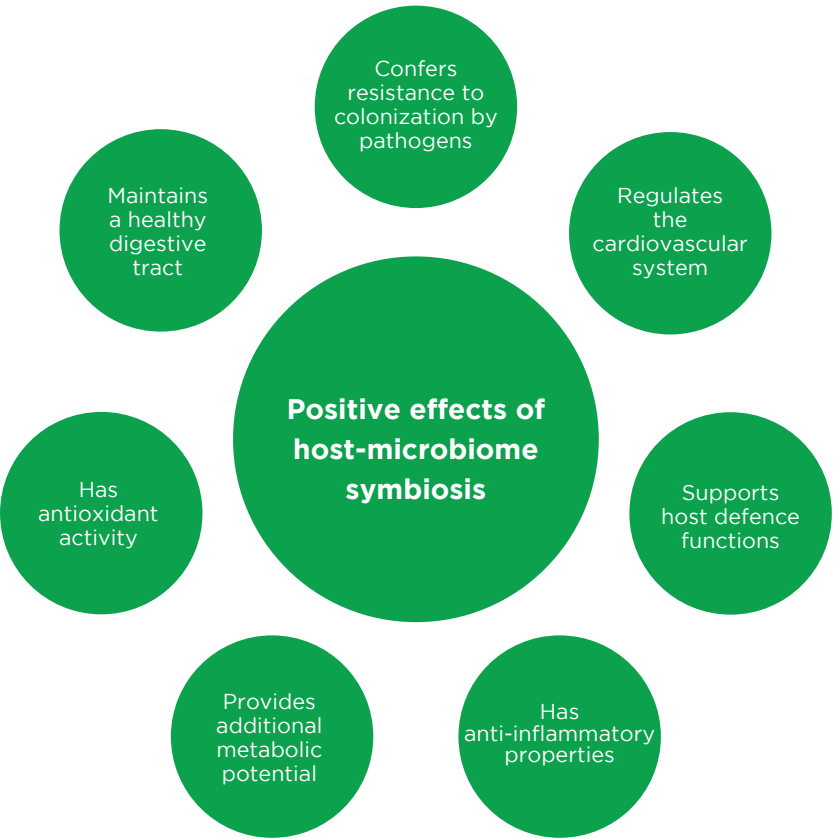 Confers
resistance to
colonization by
pathogens
Maintains
a healthy
digestive
tract
Regulates
the
cardiovascular
system
Positive effects of
host-microbiome
symbiosis
Has
antioxidant
activity
Supports
host defence
functions
Provides
additional
metabolic
potential
Has
anti-inflammatory
properties